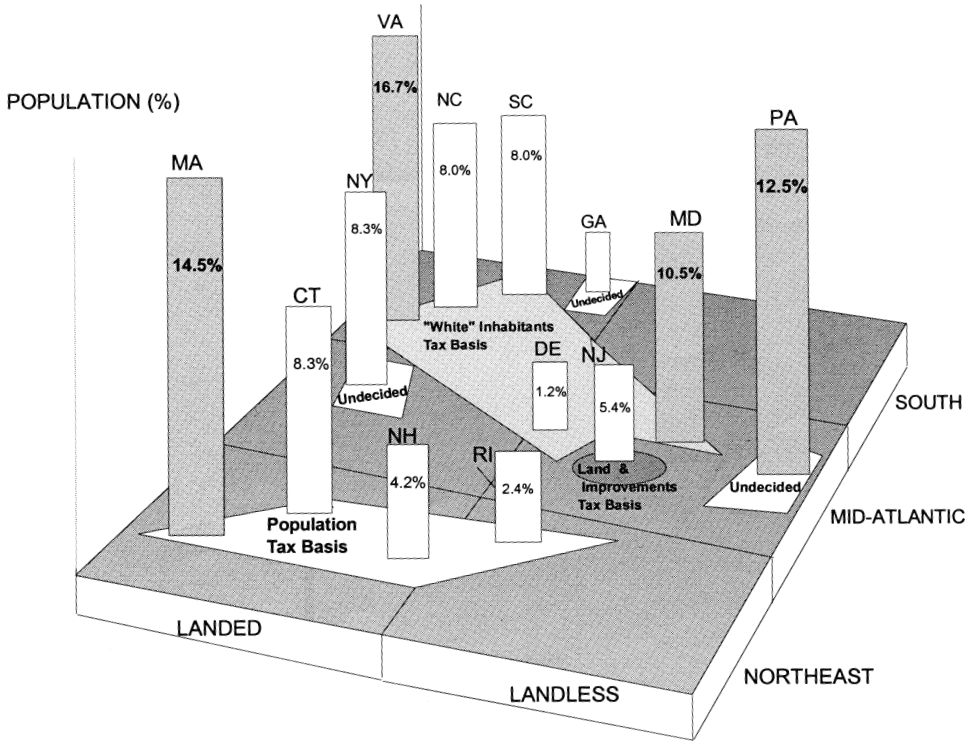 VA
16.7%
POPULATION (%)
NC
8.0%
SC
8.0%
PA
12.5%
MA
14.5%
NY
8.3%
GA
MD
10.5%
Undecided
CT
8.3%
"White" Inhabitants
Tax Basis
DE
1.2%
NJ
5.4%
Undecided
SOUTH
NH
4.2%
RI
2.4%
Land &
Improvements
Tax Basis
Undecided
MID-ATLANTIC
Population
Tax Basis
LANDED
NORTHEAST
LANDLESS